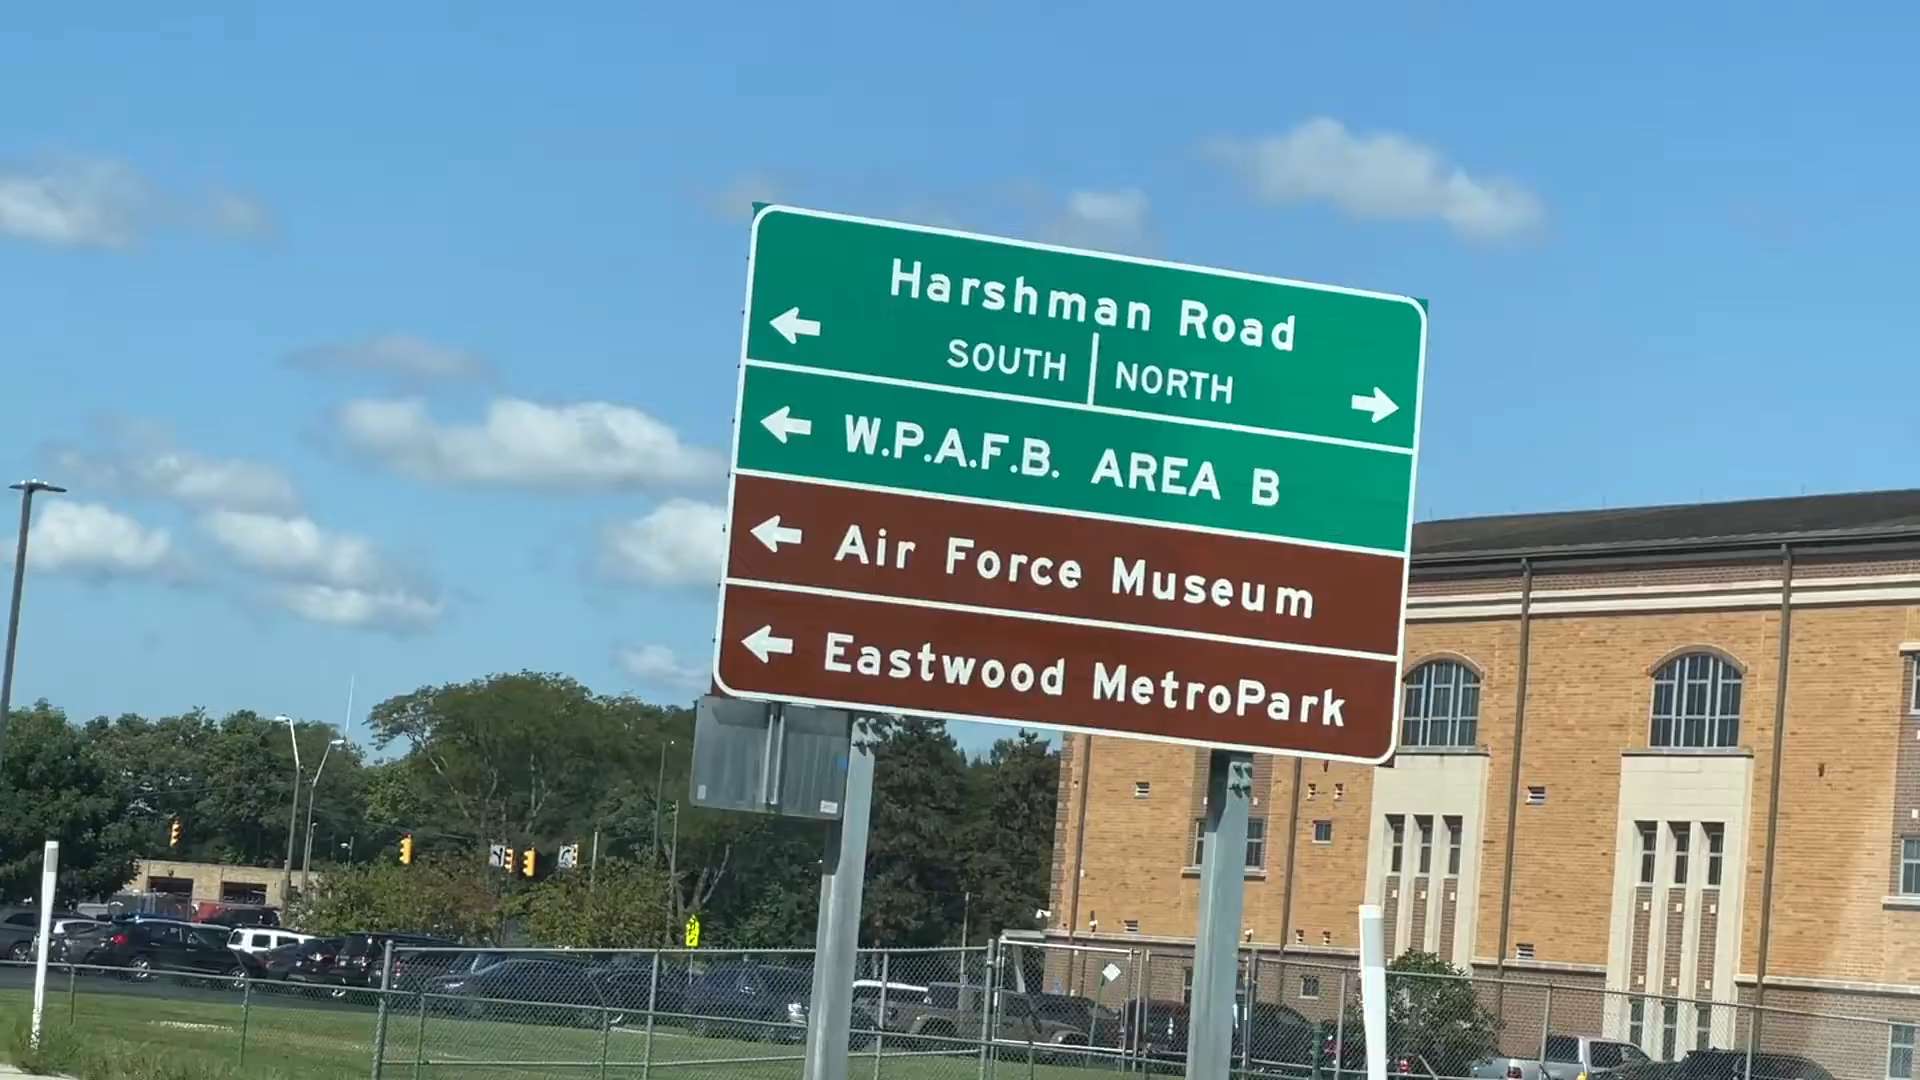 Harshman Road
SOUTH | NORTH
W.P.A.F.B. AREA B
Air Force Museum
Eastwood MetroPark